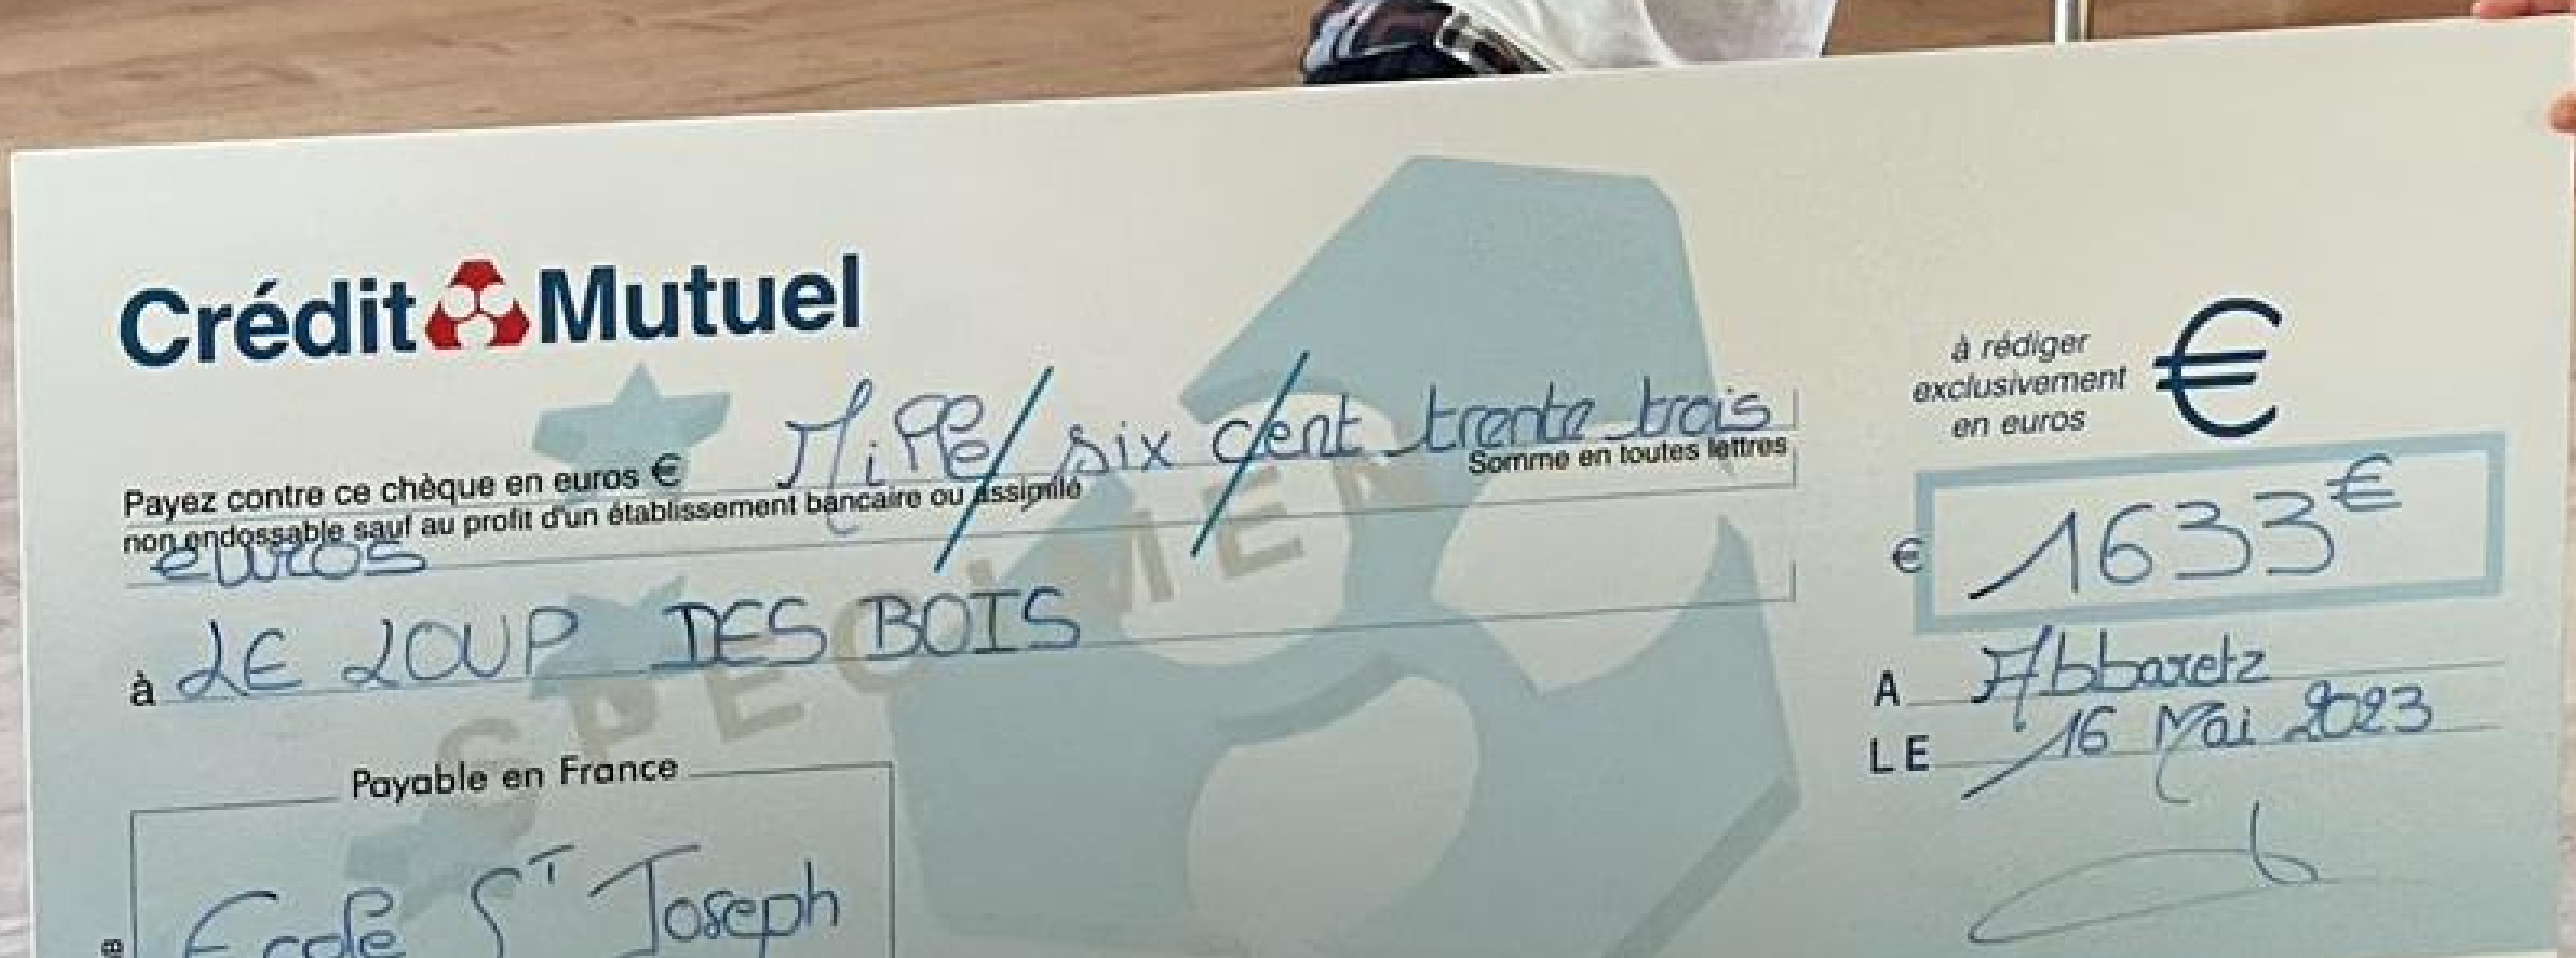 Crédit Mutuel
à rédiger
exclusivement
en euros
€
Payez contre ce chèque en euros € Mille/ six c/ent trente trois
Somme en toutes lettres
non endossable sauf au profit d'un établissement bancaire ou assimilé
euros
€ 1633€
à LE LOUP DES BOIS
A Abbaretz
LE 16 Mai 2023
SPECIMEN
Payable en France
Ecole ST Joseph